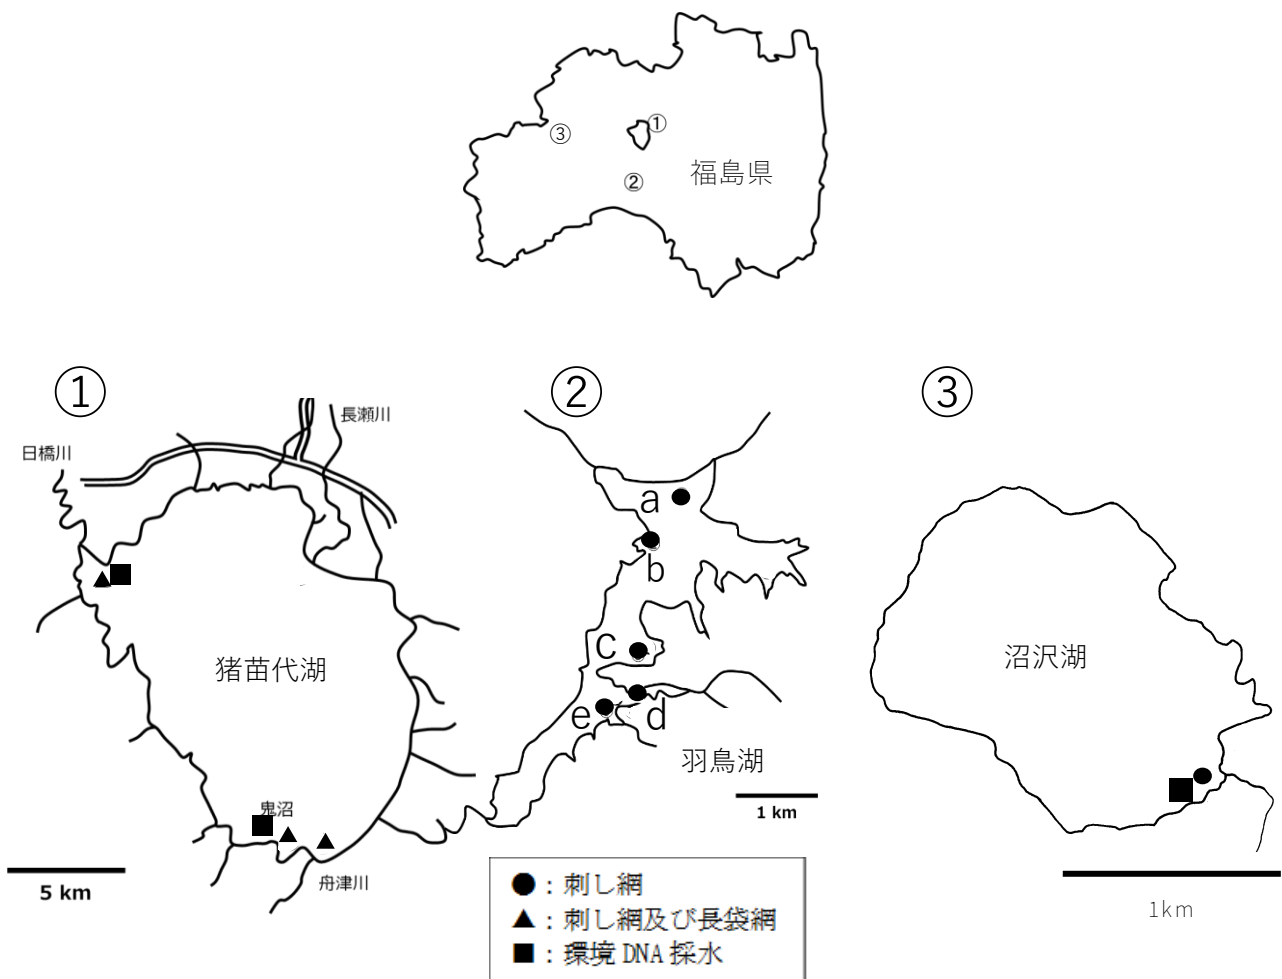 ①
③
②
福島県
①
②
③
長瀬川
日橋川
a
b
猪苗代湖
c
沼沢湖
e
d
羽鳥湖
1 km
鬼沼
舟津川
5 km
1km
●：刺し網
▲：刺し網及び長袋網
■：環境 DNA 採水